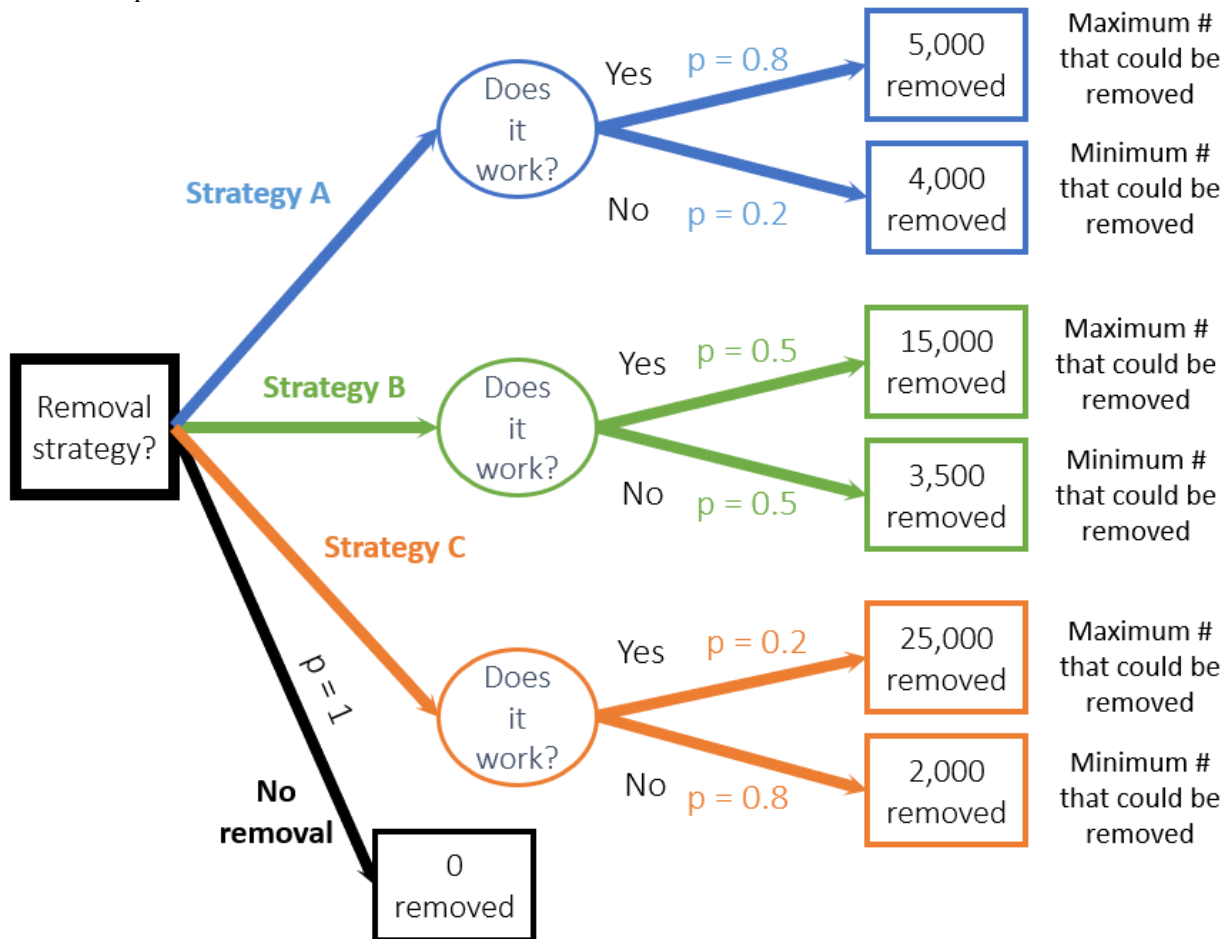 Does
it
work?
Yes
p = 0.8
5,000
removed
Maximum #
that could be
removed
Strategy A
No
p = 0.2
4,000
removed
Minimum #
that could be
removed
Removal
strategy?
Strategy B
Does
it
work?
Yes
p = 0.5
15,000
removed
Maximum #
that could be
removed
No
p = 0.5
3,500
removed
Minimum #
that could be
removed
Strategy C
Does
it
work?
Yes
p = 0.2
25,000
removed
Maximum #
that could be
removed
No
p = 0.8
2,000
removed
Minimum #
that could be
removed
p = 1
No
removal
0
removed